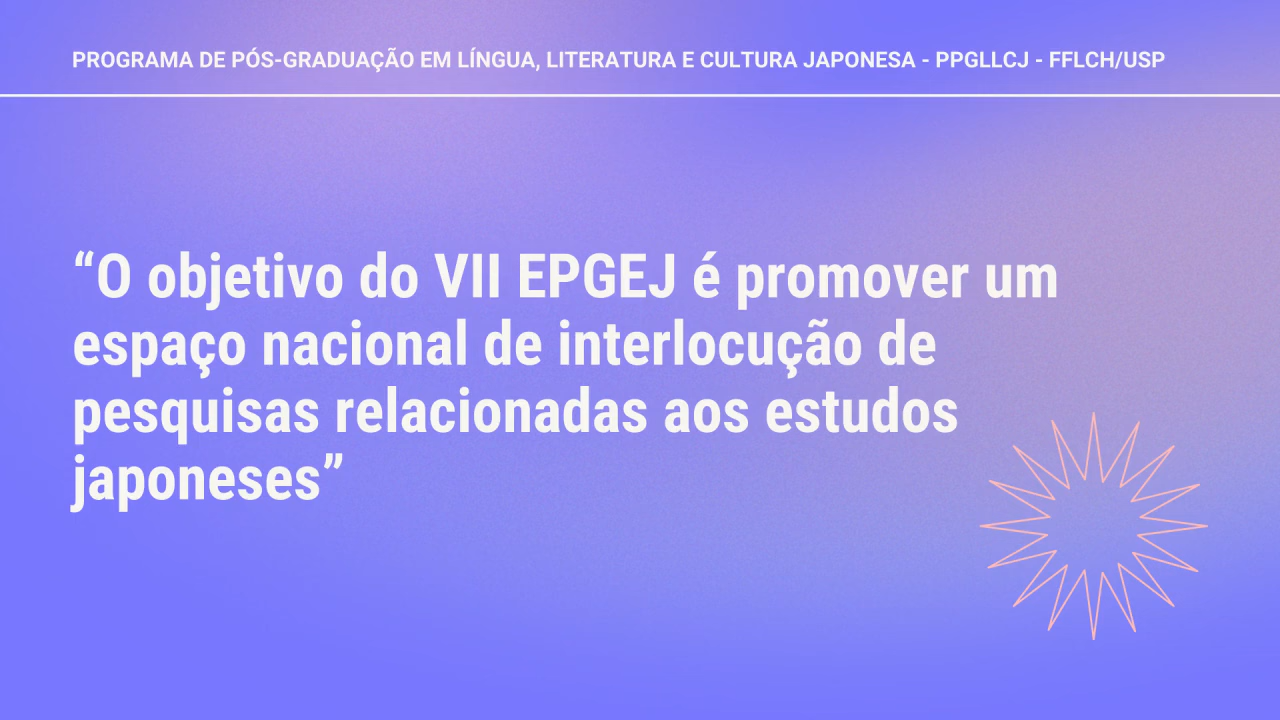 PROGRAMA DE PÓS-GRADUAÇÃO EM LÍNGUA, LITERATURA E CULTURA JAPONESA - PPGLLCJ - FFLCH/USP
“O objetivo do VII EPGEJ é promover um
espaço nacional de interlocução de
pesquisas relacionadas aos estudos
japoneses”